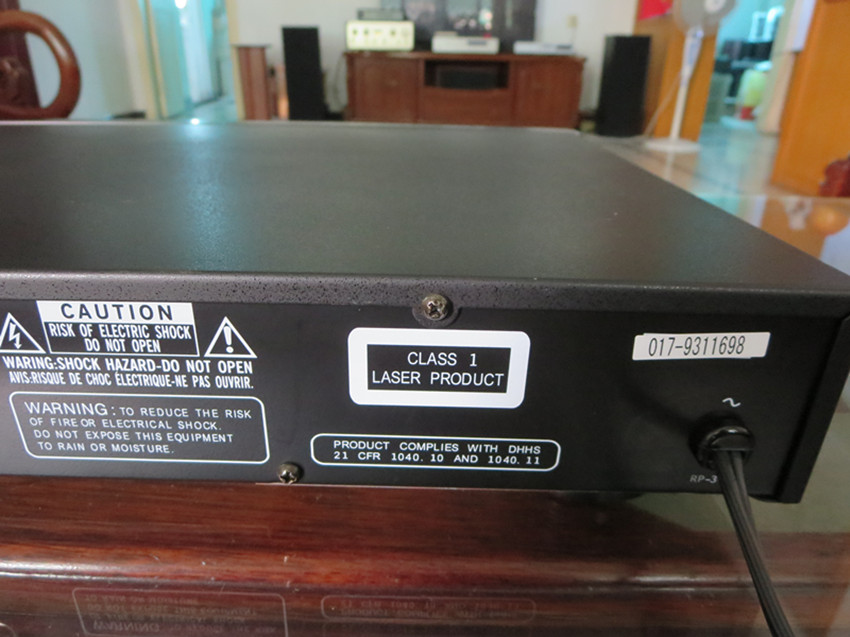 CAUTION
RISK OF ELECTRIC SHOCK
DO NOT OPEN
WARING:SHOCK HAZARD-DO NOT OPEN
AVIS:RISQUE DE CHOC ÉLECTRIQUE-NE PAS OUVRIR.
WARNING: TO REDUCE THE RISK
OF FIRE OR ELECTRICAL SHOCK.
DO NOT EXPOSE THIS EQUIPMENT
TO RAIN OR MOISTURE.
CLASS 1
LASER PRODUCT
PRODUCT COMPLIES WITH DHHS
21 CFR 1040. 10 AND 1040. 11
017-9311698
~